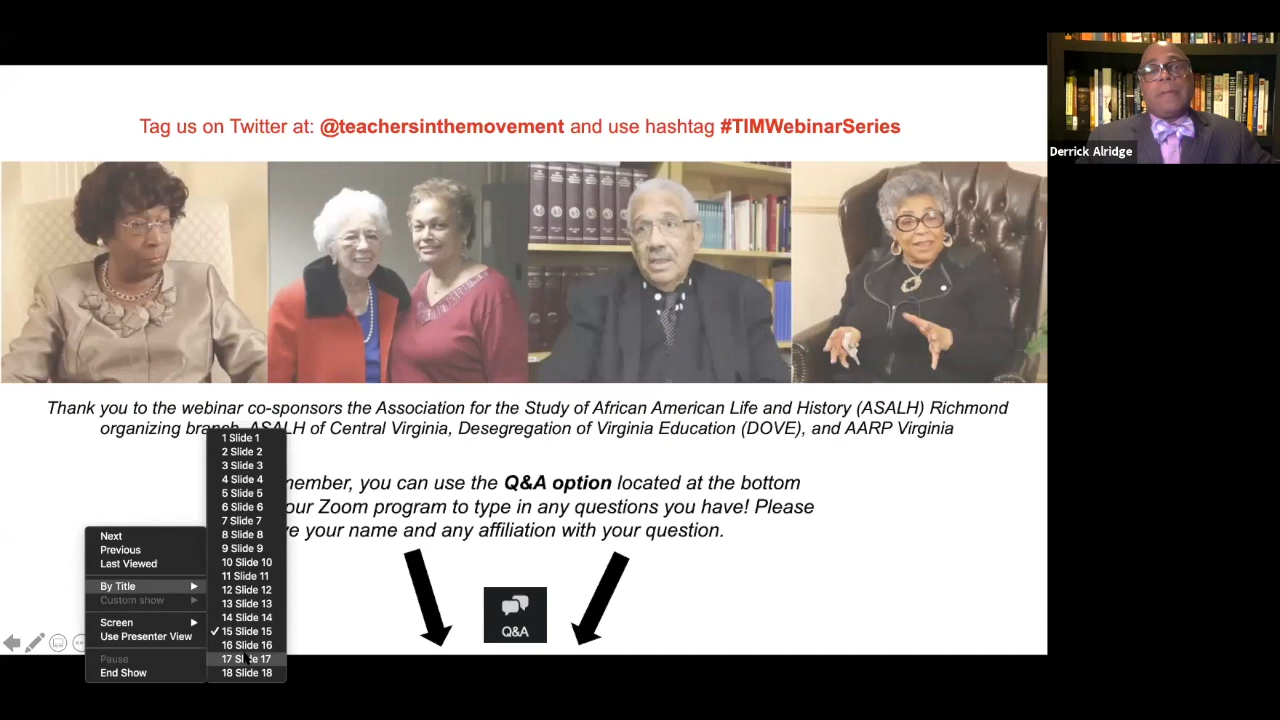 Tag us on Twitter at: @teachersinthemovement and use hashtag #TIMWebinarSeries
Derrick Alridge
Thank you to the webinar co-sponsors the Association for the Study of African American Life and History (ASALH) Richmond
organizing branch, ASALH of Central Virginia, Desegregation of Virginia Education (DOVE), and AARP Virginia
member, you can use the Q&A option located at the bottom
our Zoom program to type in any questions you have! Please
your name and any affiliation with your question.
Q&A
Next
Previous
Last Viewed
By Title
Custom show
Screen
Use Presenter View
Pause
End Show
1 Slide 1
2 Slide 2
3 Slide 3
4 Slide 4
5 Slide 5
6 Slide 6
7 Slide 7
8 Slide 8
9 Slide 9
10 Slide 10
11 Slide 11
12 Slide 12
13 Slide 13
14 Slide 14
✓ 15 Slide 15
16 Slide 16
17 Slide 17
18 Slide 18